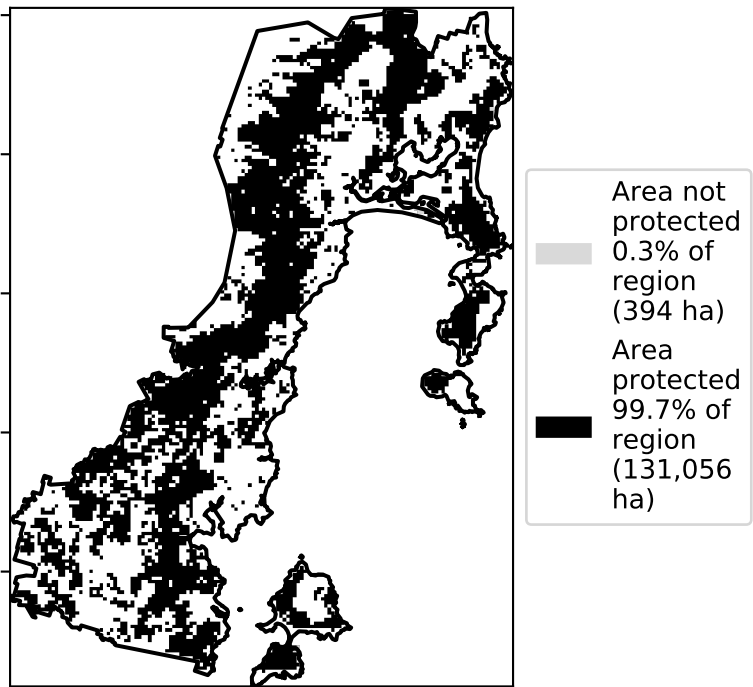 Area not
protected
0.3% of
region
(394 ha)
Area
protected
99.7% of
region
(131,056
ha)